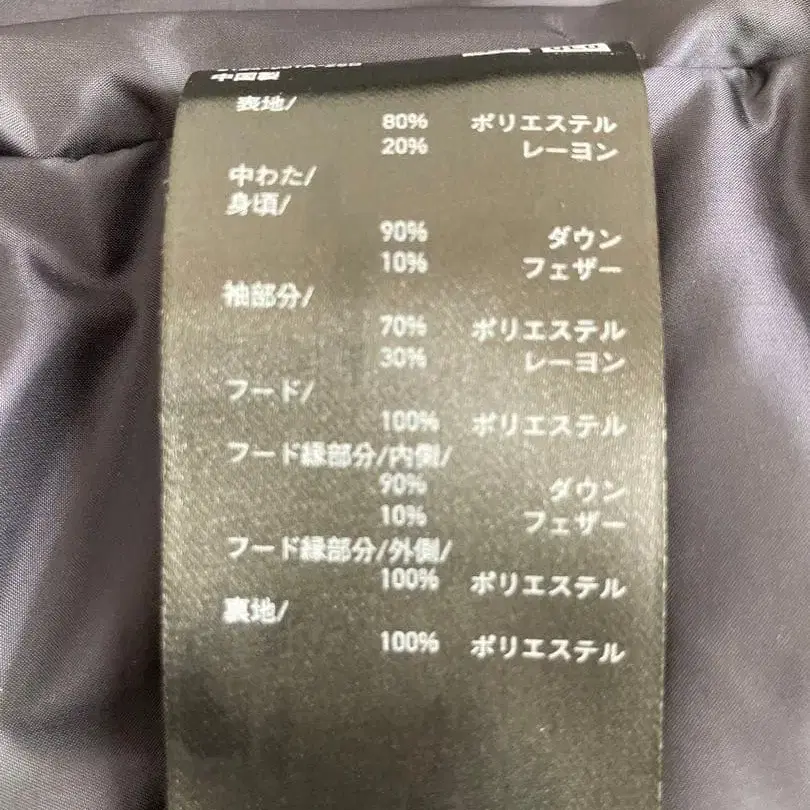 中国製
表地/
80% ポリエステル
20% レーヨン
中わた/
身頃/
90% ダウン
10% フェザー
袖部分/
70% ポリエステル
30% レーヨン
フード/
100% ポリエステル
フード縁部分/内側/
90% ダウン
10% フェザー
フード縁部分/外側/
100% ポリエステル
裏地/
100% ポリエステル